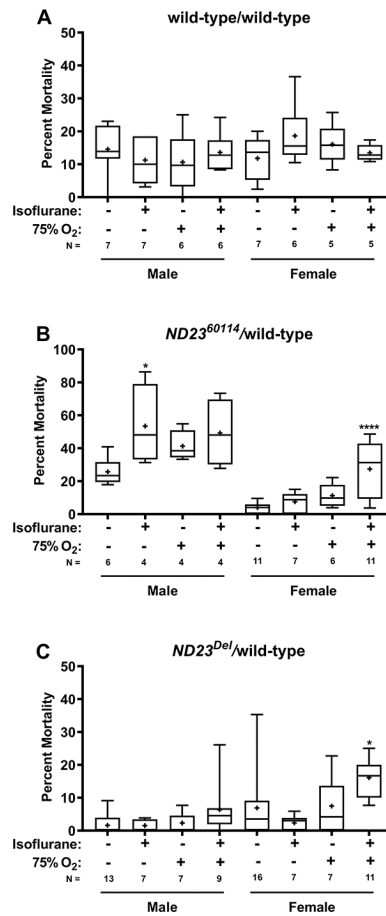 A
wild-type/wild-type
Percent Mortality
50
40
30
20
10
0
Isoflurane: - + - + - + - +
75% O2: - - + + - - + +
N = 7 7 6 6 7 6 5 5
Male Female
B
ND23^60114/wild-type
Percent Mortality
100
80
60
40
20
0
*
****
Isoflurane: - + - + - + - +
75% O2: - - + + - - + +
N = 6 4 4 4 11 7 6 11
Male Female
C
ND23^Del/wild-type
Percent Mortality
50
40
30
20
10
0
*
Isoflurane: - + - + - + - +
75% O2: - - + + - - + +
N = 13 7 7 9 16 7 7 11
Male Female